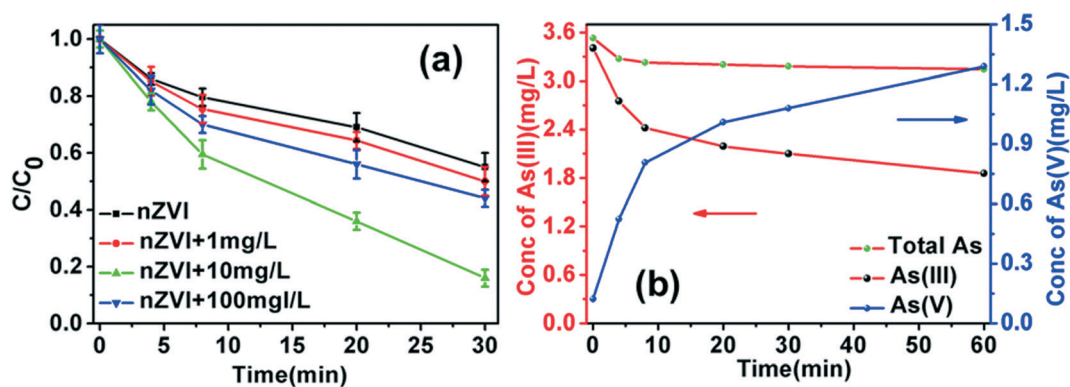 (a)
C/C0
1.0
0.8
0.6
0.4
0.2
0.0
nZVI
nZVI+1mg/L
nZVI+10mg/L
nZVI+100mgl/L
0 5 10 15 20 25 30
Time(min)
(b)
Conc of As(III)(mg/L)
3.6
3.0
2.4
1.8
1.2
0.6
0.0
Total As
As(III)
As(V)
0 10 20 30 40 50 60
Time(min)
1.5
1.2
0.9
0.6
0.3
0.0
Conc of As(V)(mg/L)